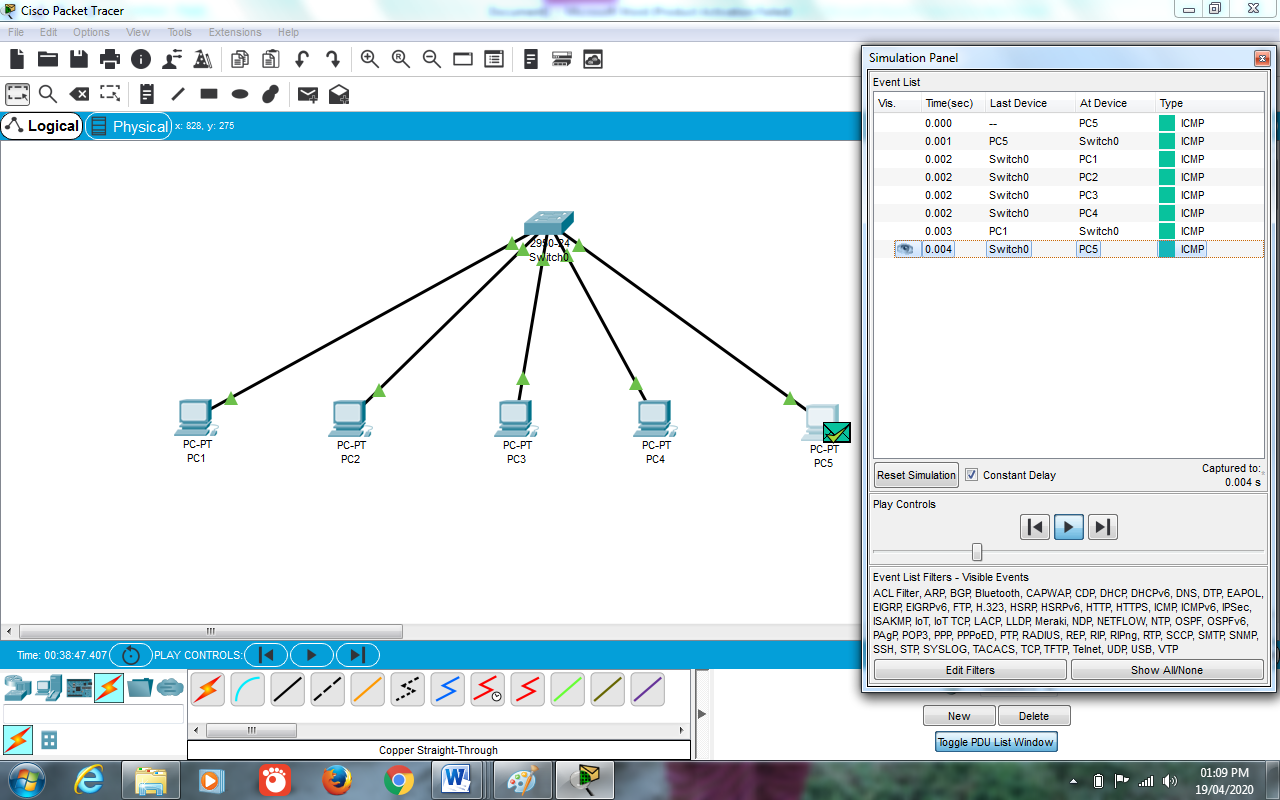 Cisco Packet Tracer
File Edit Options View Tools Extensions Help
Logical
Physical
x: 828, y: 275
2950-24
Switch0
PC-PT
PC1
PC-PT
PC2
PC-PT
PC3
PC-PT
PC4
PC-PT
PC5
Simulation Panel
Event List
Vis. Time(sec) Last Device At Device Type
0.000 -- PC5 ICMP
0.001 PC5 Switch0 ICMP
0.002 Switch0 PC1 ICMP
0.002 Switch0 PC2 ICMP
0.002 Switch0 PC3 ICMP
0.002 Switch0 PC4 ICMP
0.003 PC1 Switch0 ICMP
0.004 Switch0 PC5 ICMP
Reset Simulation
Constant Delay
Captured to:
0.004 s
Play Controls
Event List Filters - Visible Events
ACL Filter, ARP, BGP, Bluetooth, CAPWAP, CDP, DHCP, DHCPv6, DNS, DTP, EAPOL,
EIGRP, EIGRPv6, FTP, H.323, HSRP, HSRPv6, HTTP, HTTPS, ICMP, ICMPv6, IPSec,
ISAKMP, IoT, IoT TCP, LACP, LLDP, Meraki, NDP, NETFLOW, NTP, OSPF, OSPFv6,
PAgP, POP3, PPP, PPPoED, PTP, RADIUS, REP, RIP, RIPng, RTP, SCCP, SMTP, SNMP,
SSH, STP, SYSLOG, TACACS, TCP, TFTP, Telnet, UDP, USB, VTP
Edit Filters
Show All/None
Time: 00:38:47.407
PLAY CONTROLS:
New
Delete
Toggle PDU List Window
Copper Straight-Through
01:09 PM
19/04/2020